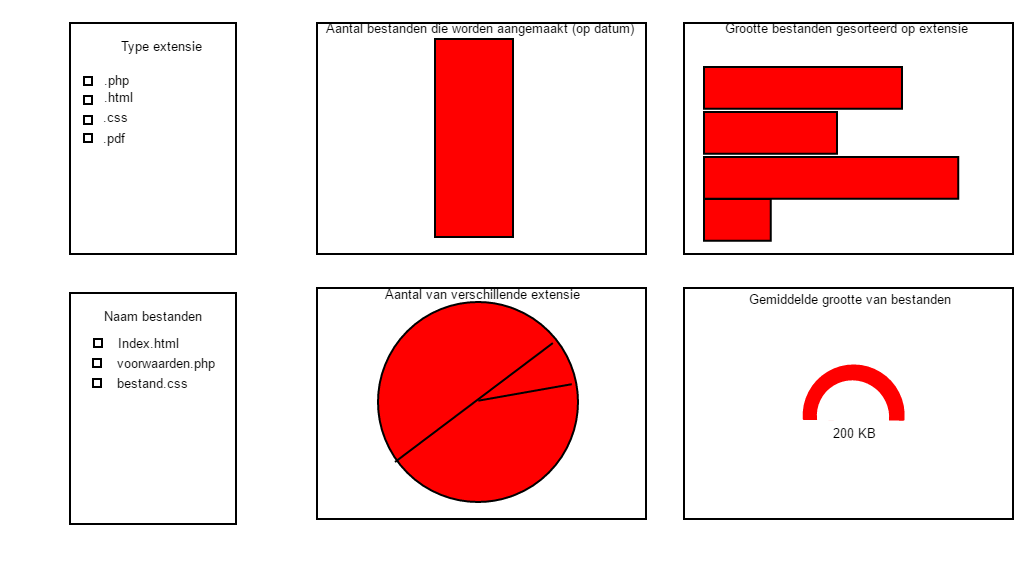 Type extensie
.php
.html
.css
.pdf
Aantal bestanden die worden aangemaakt (op datum)
Grootte bestanden gesorteerd op extensie
Naam bestanden
Index.html
voorwaarden.php
bestand.css
Aantal van verschillende extensie
Gemiddelde grootte van bestanden
200 KB